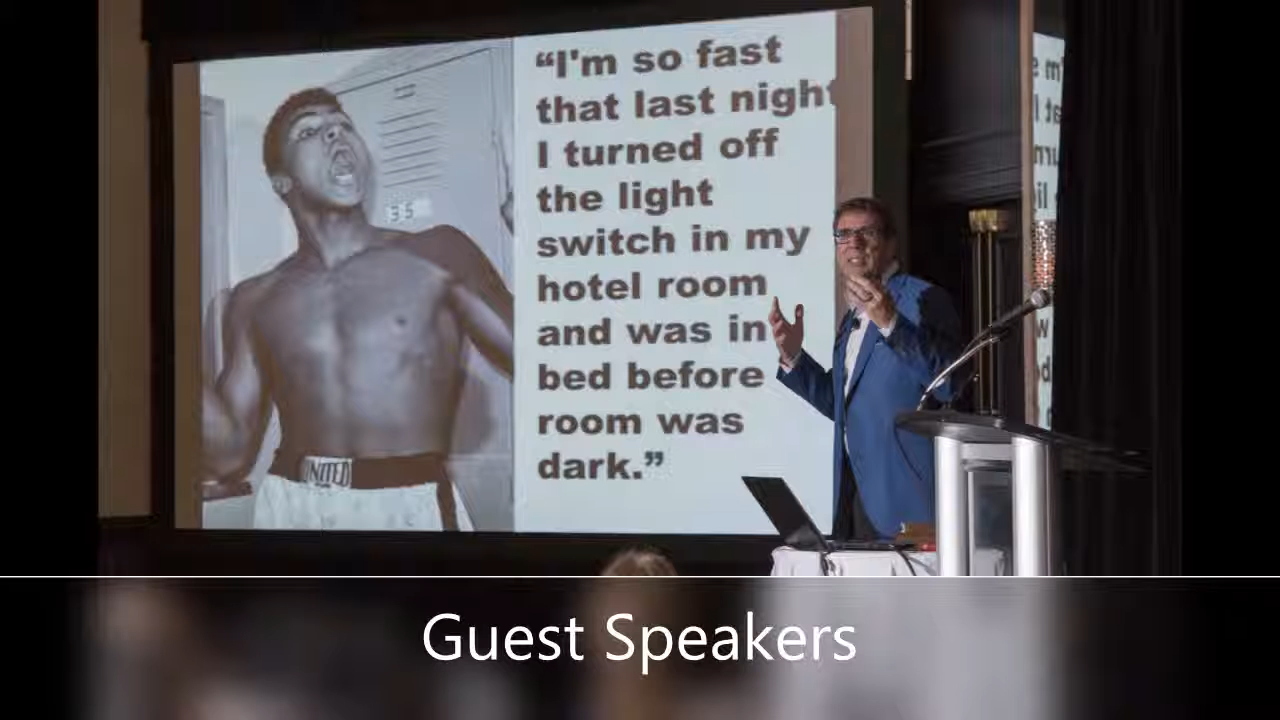 “I'm so fast
that last night
I turned off
the light
switch in my
hotel room
and was in
bed before
room was
dark.”
35
Guest Speakers